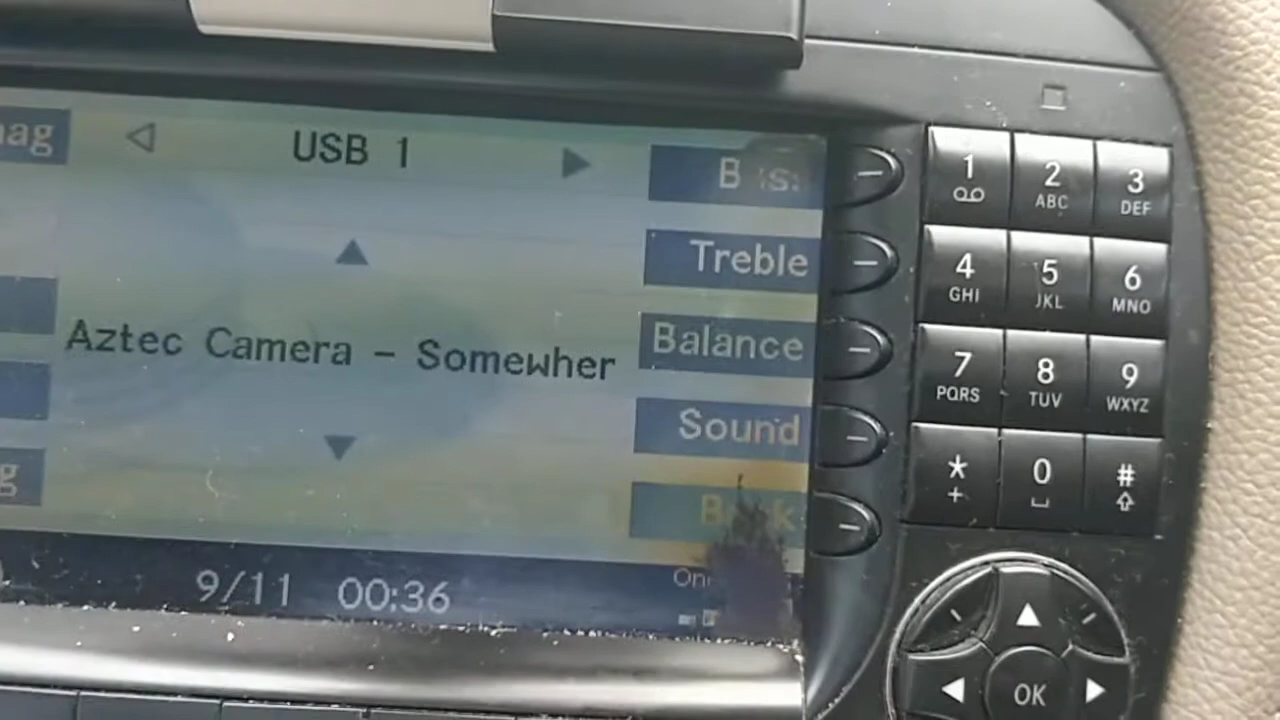 USB 1
Treble
Aztec Camera - Somewher
Balance
Sound
9/11 00:36
1
2 ABC
3 DEF
4 GHI
5 JKL
6 MNO
7 PQRS
8 TUV
9 WXYZ
* +
0
#
OK